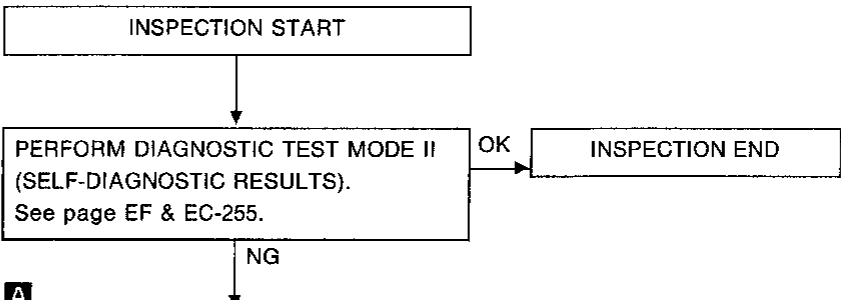 INSPECTION START
PERFORM DIAGNOSTIC TEST MODE II
(SELF-DIAGNOSTIC RESULTS).
See page EF & EC-255.
OK
INSPECTION END
NG
A